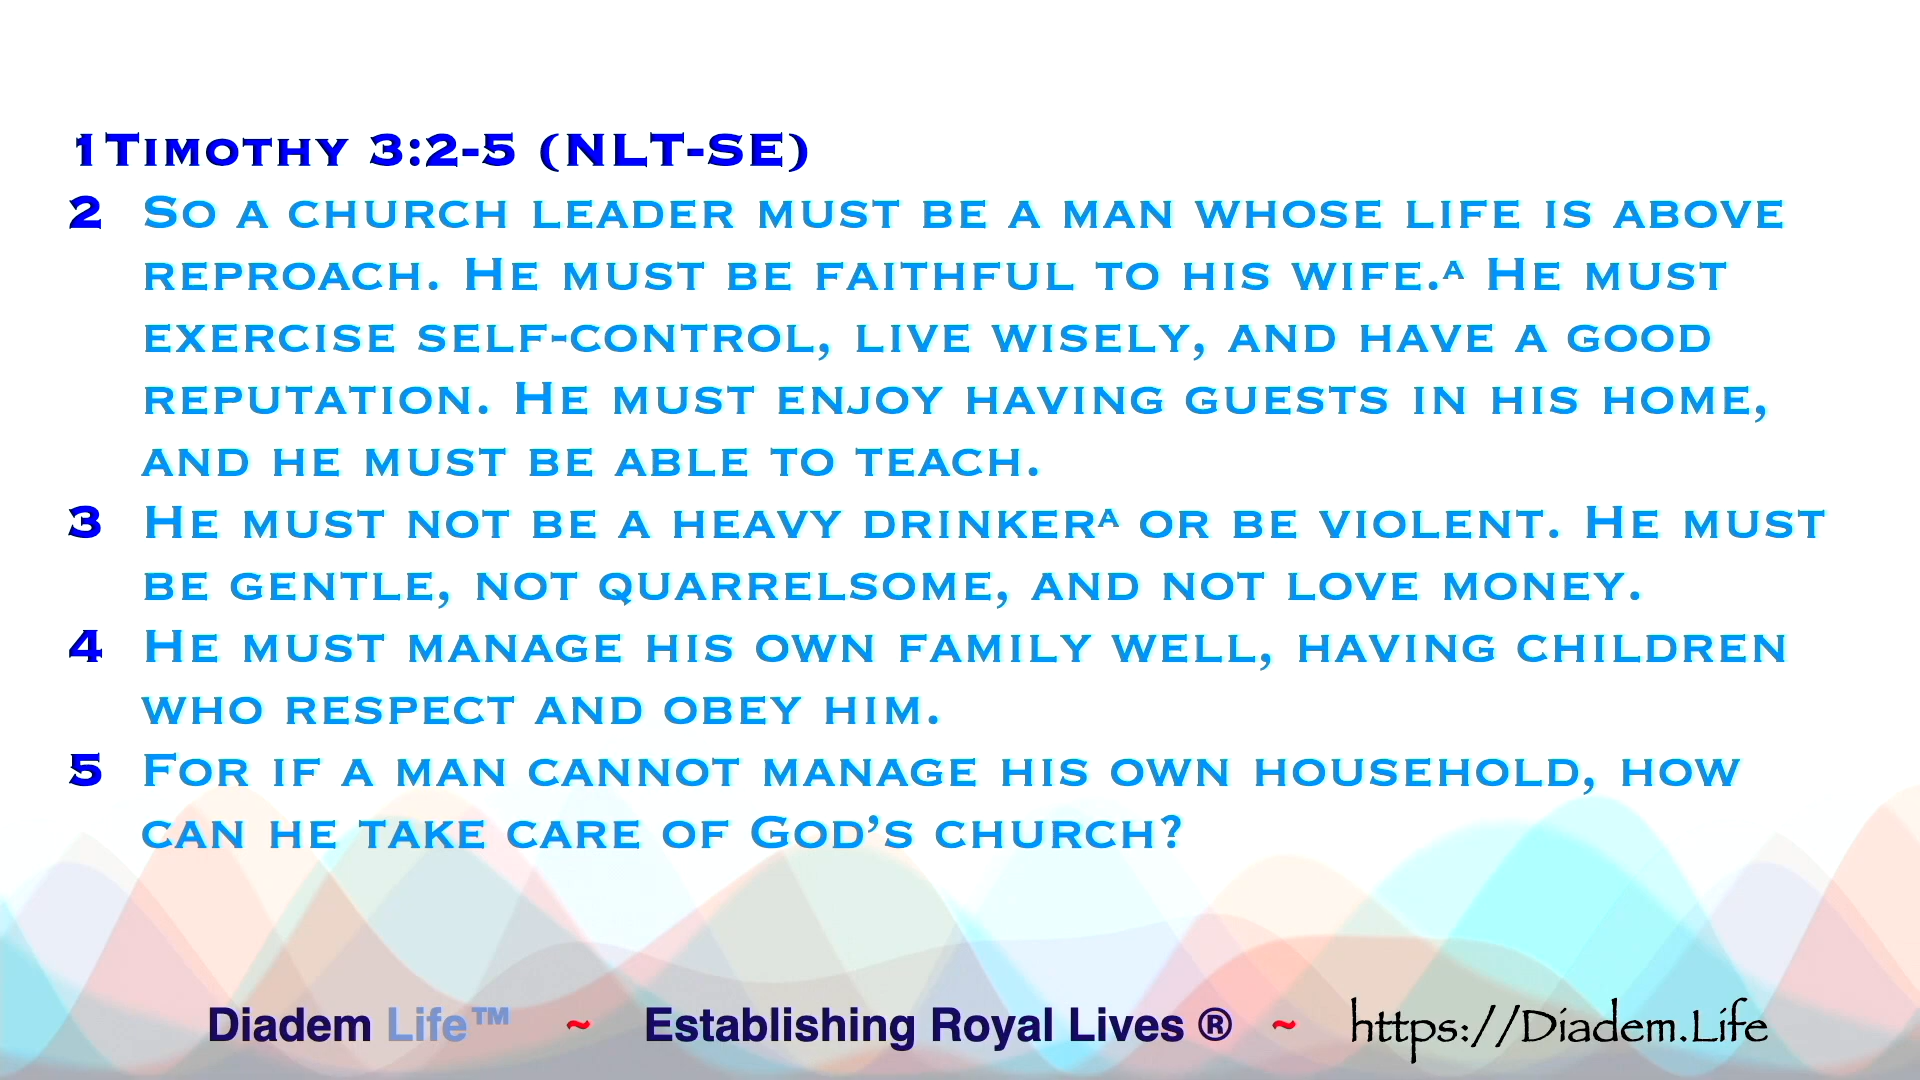 1Timothy 3:2-5 (NLT-SE)
2 So a church leader must be a man whose life is above
reproach. He must be faithful to his wife.ᴬ He must
exercise self-control, live wisely, and have a good
reputation. He must enjoy having guests in his home,
and he must be able to teach.
3 He must not be a heavy drinkerᴬ or be violent. He must
be gentle, not quarrelsome, and not love money.
4 He must manage his own family well, having children
who respect and obey him.
5 For if a man cannot manage his own household, how
can he take care of God’s church?
Diadem Life™ ~ Establishing Royal Lives ® ~ https://Diadem.Life